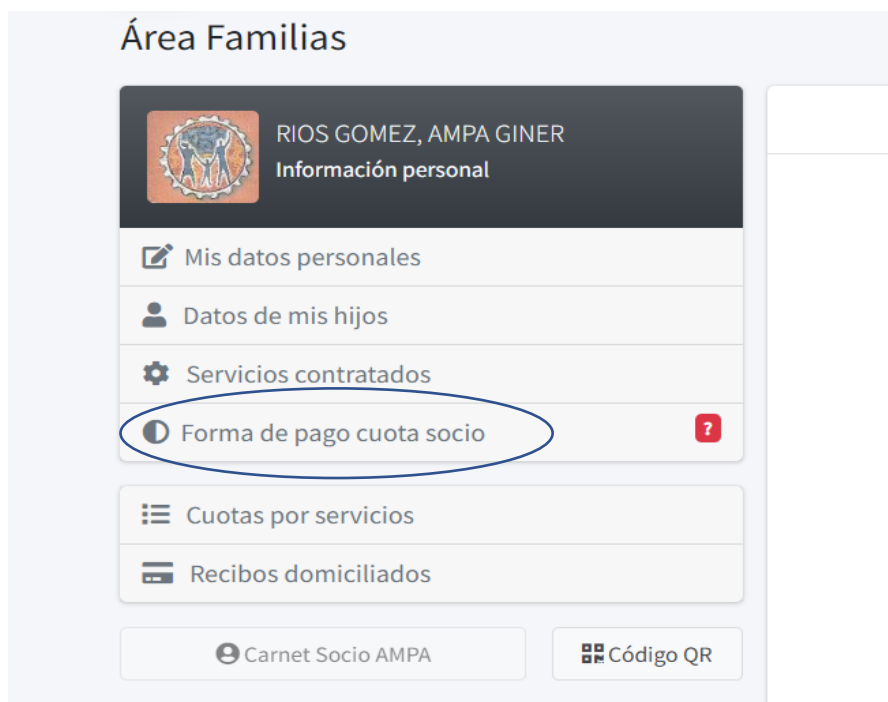 Área Familias
RIOS GOMEZ, AMPA GINER
Información personal
Mis datos personales
Datos de mis hijos
Servicios contratados
Forma de pago cuota socio ?
Cuotas por servicios
Recibos domiciliados
Carnet Socio AMPA
Código QR